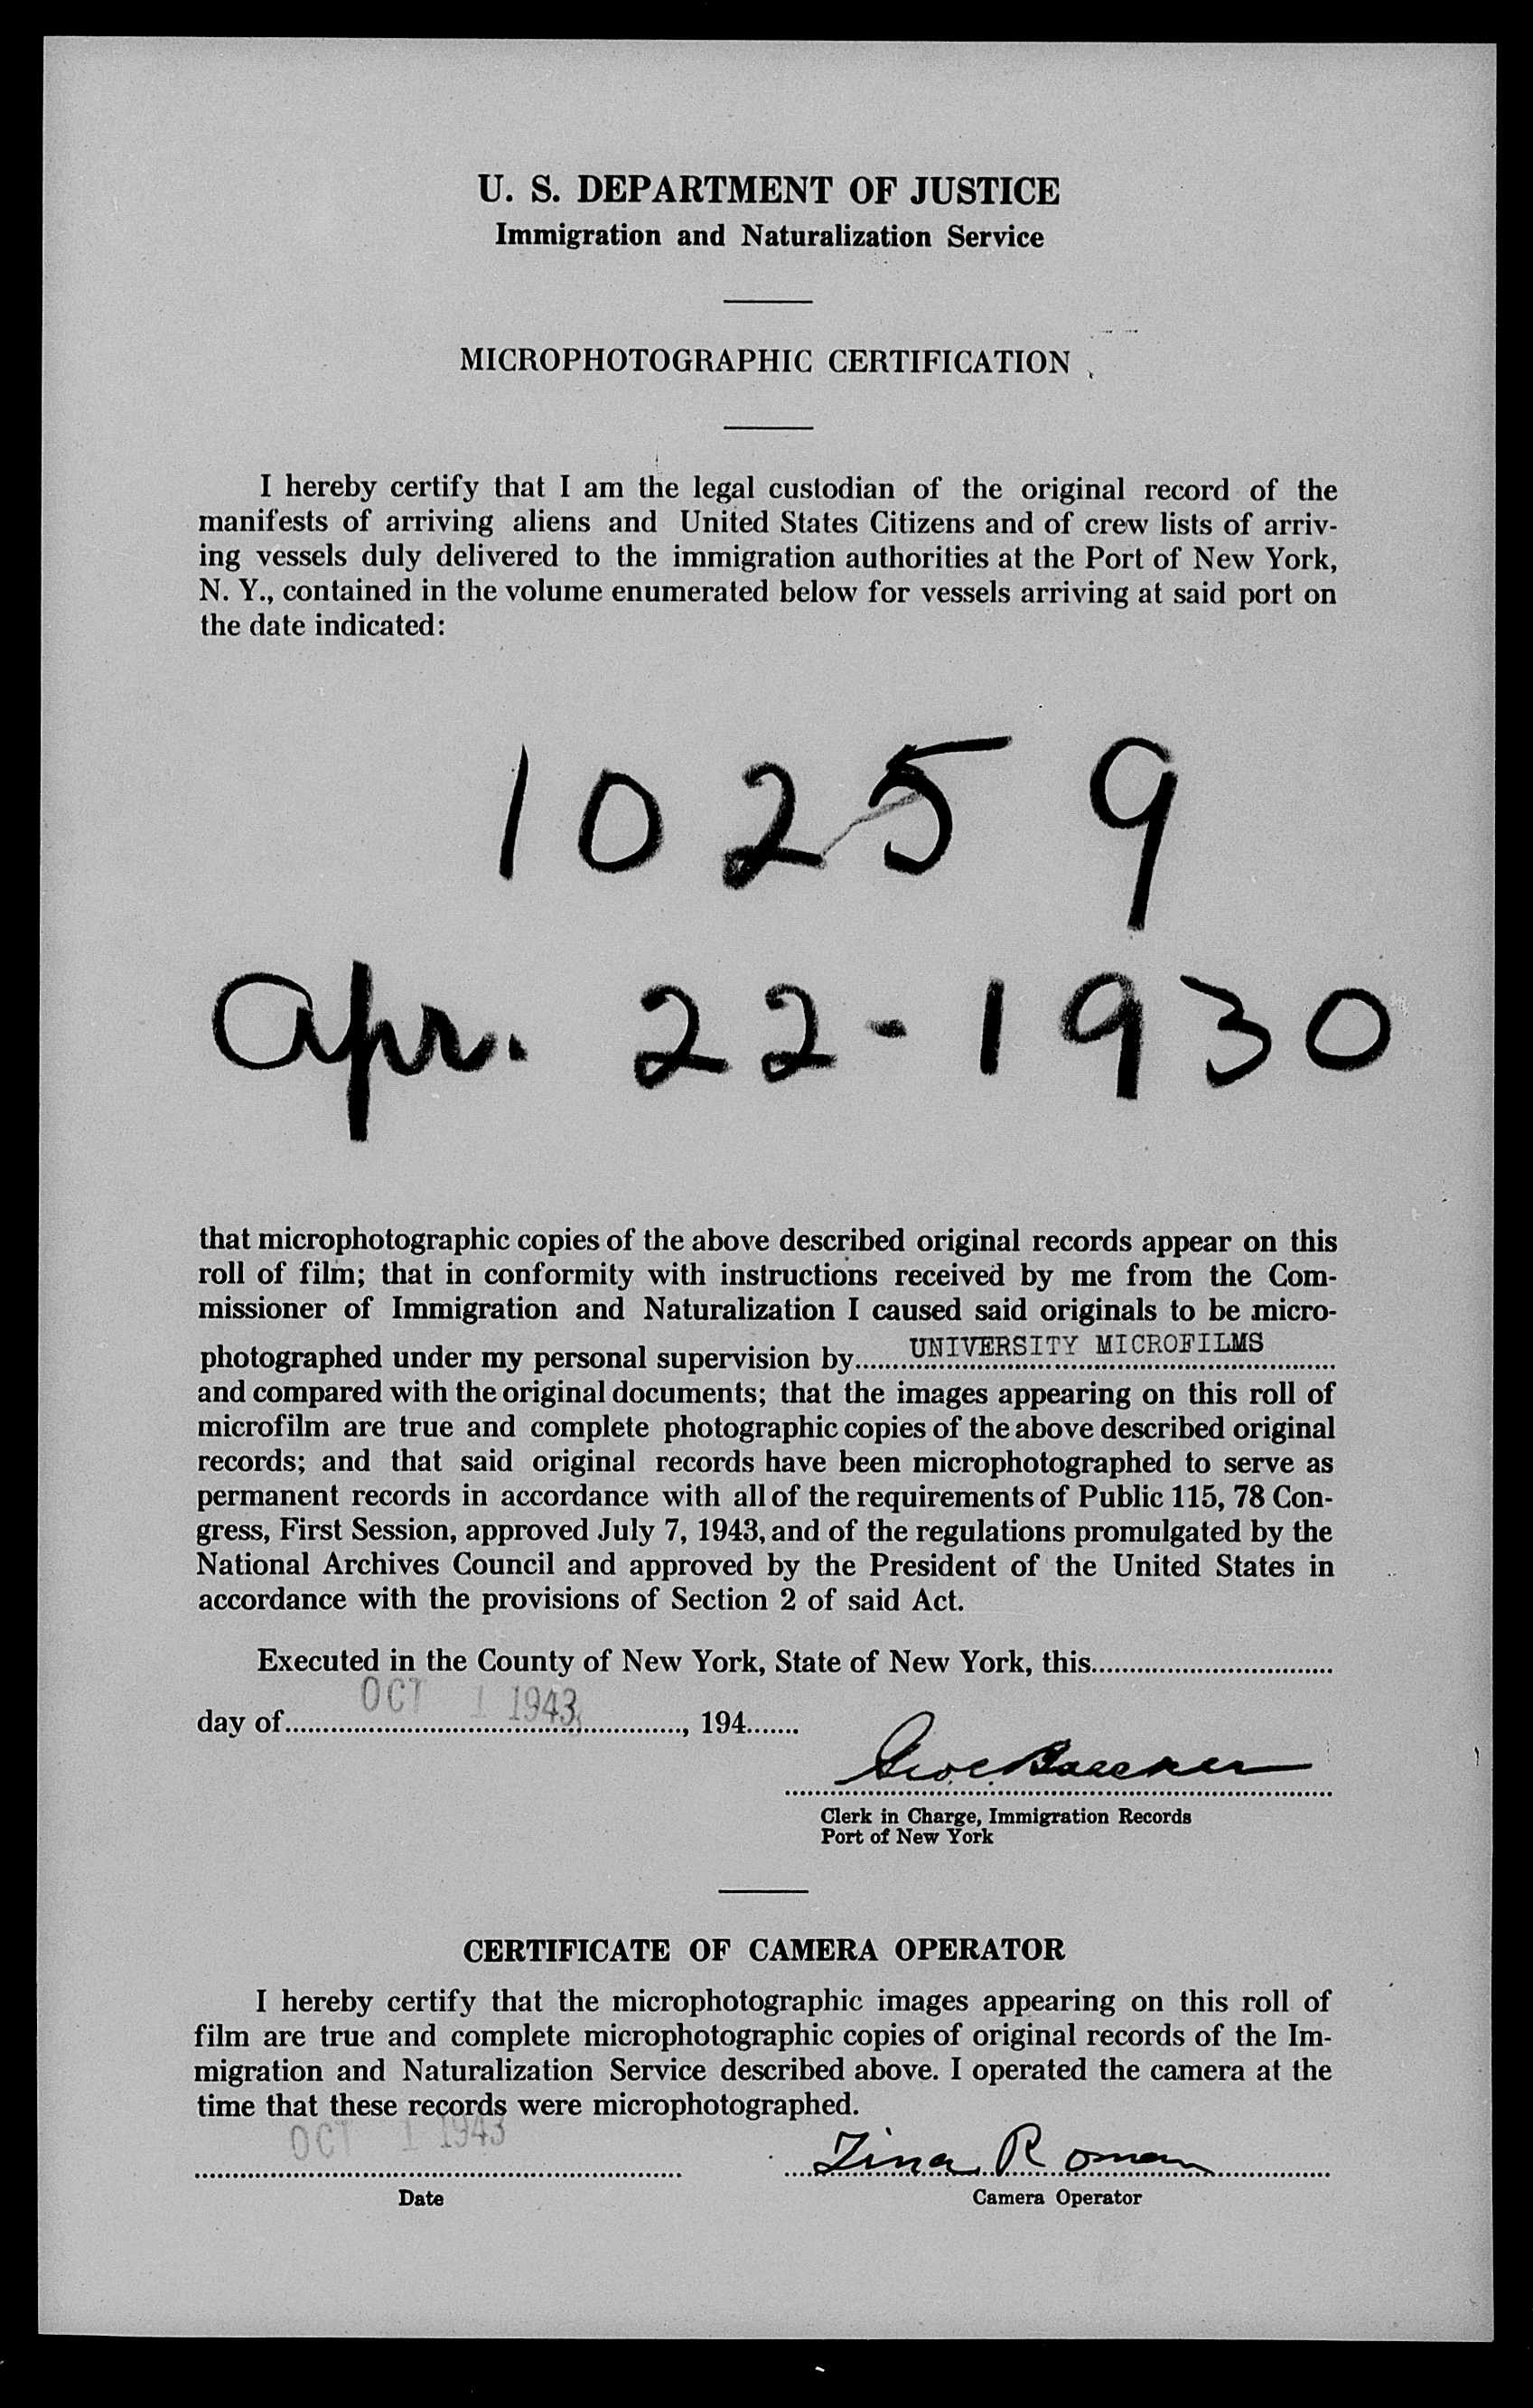 U. S. DEPARTMENT OF JUSTICE
Immigration and Naturalization Service
MICROPHOTOGRAPHIC CERTIFICATION
I hereby certify that I am the legal custodian of the original record of the
manifests of arriving aliens and United States Citizens and of crew lists of arriv-
ing vessels duly delivered to the immigration authorities at the Port of New York,
N. Y., contained in the volume enumerated below for vessels arriving at said port on
the date indicated:
10259
Apr. 22-1930
that microphotographic copies of the above described original records appear on this
roll of film; that in conformity with instructions received by me from the Com-
missioner of Immigration and Naturalization I caused said originals to be micro-
photographed under my personal supervision by UNIVERSITY MICROFILMS
and compared with the original documents; that the images appearing on this roll of
microfilm are true and complete photographic copies of the above described original
records; and that said original records have been microphotographed to serve as
permanent records in accordance with all of the requirements of Public 115, 78 Con-
gress, First Session, approved July 7, 1943, and of the regulations promulgated by the
National Archives Council and approved by the President of the United States in
accordance with the provisions of Section 2 of said Act.
Executed in the County of New York, State of New York, this
day of OCT 1 1943, 194
Clerk in Charge, Immigration Records
Port of New York
CERTIFICATE OF CAMERA OPERATOR
I hereby certify that the microphotographic images appearing on this roll of
film are true and complete microphotographic copies of original records of the Im-
migration and Naturalization Service described above. I operated the camera at the
time that these records were microphotographed.
OCT 1 1943 Zina Roman
Date Camera Operator